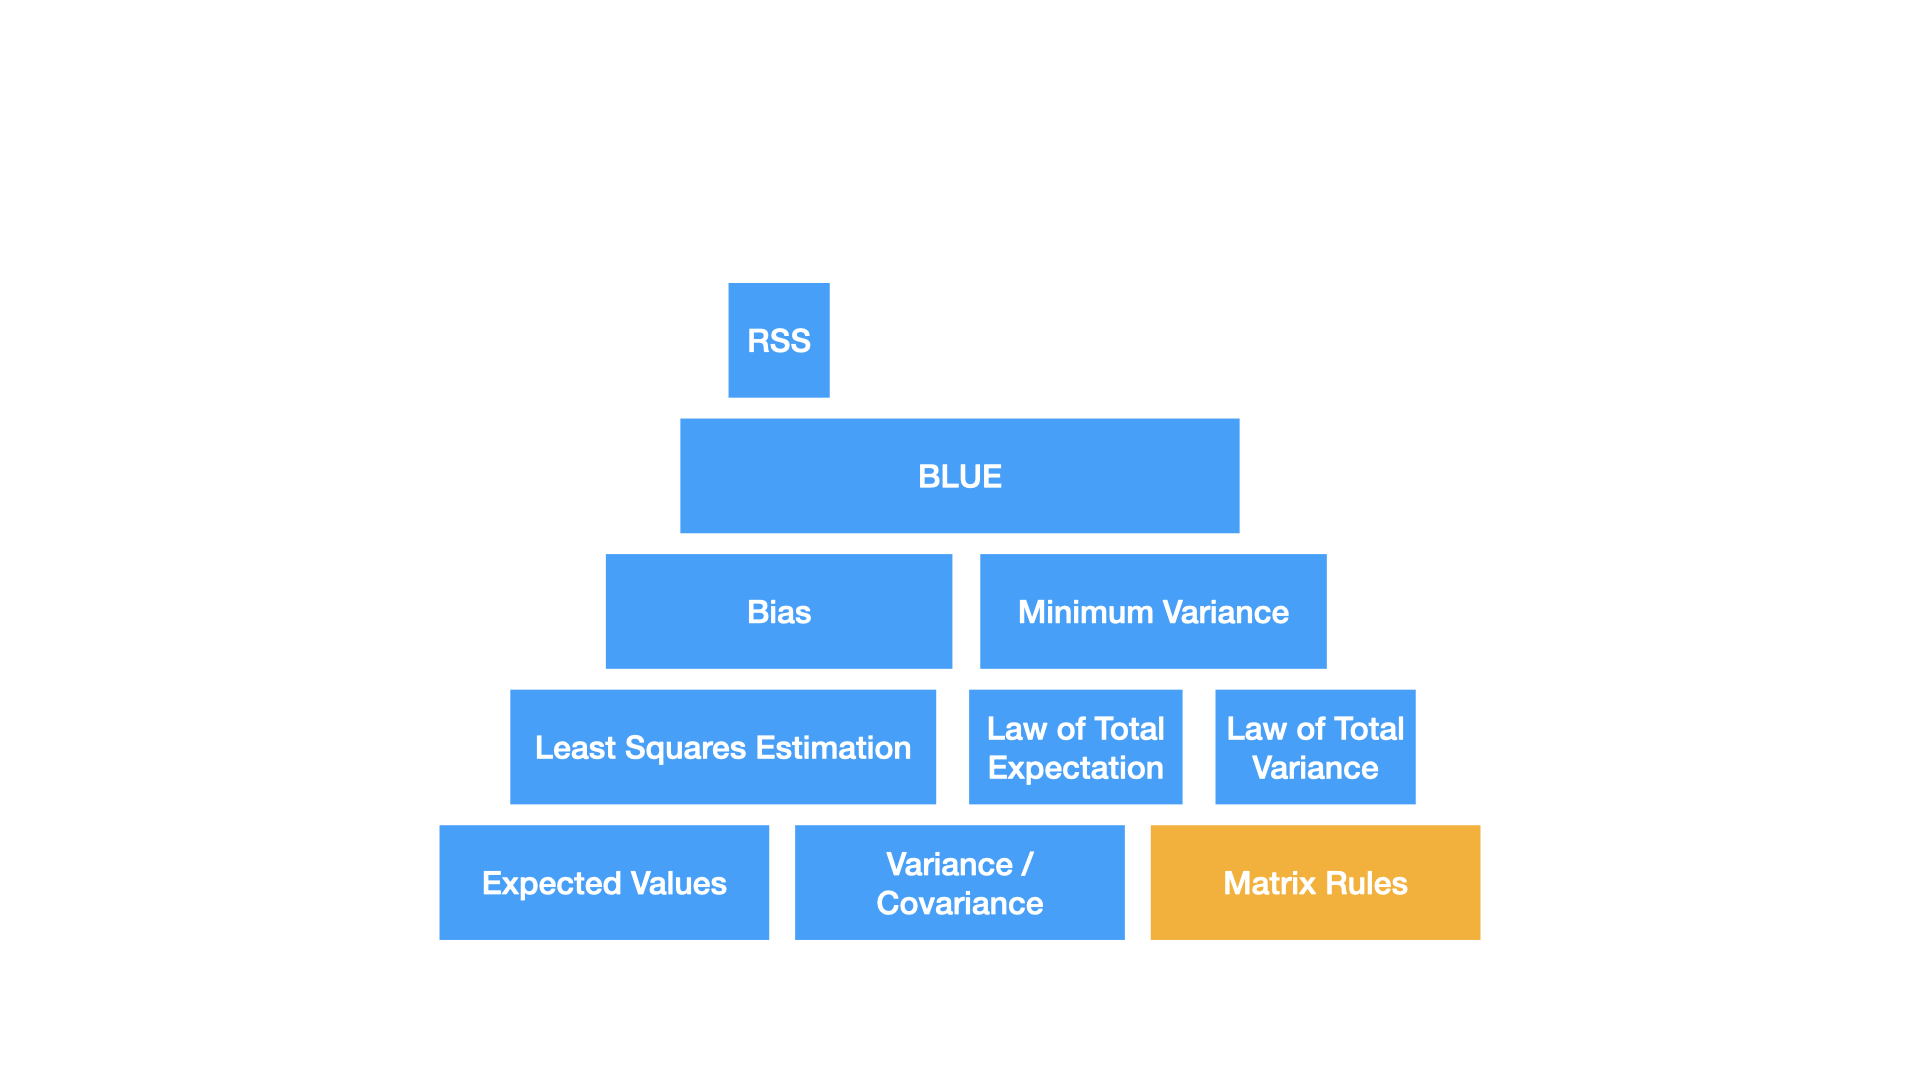 RSS
BLUE
Bias
Minimum Variance
Least Squares Estimation
Law of Total
Expectation
Law of Total
Variance
Expected Values
Variance /
Covariance
Matrix Rules